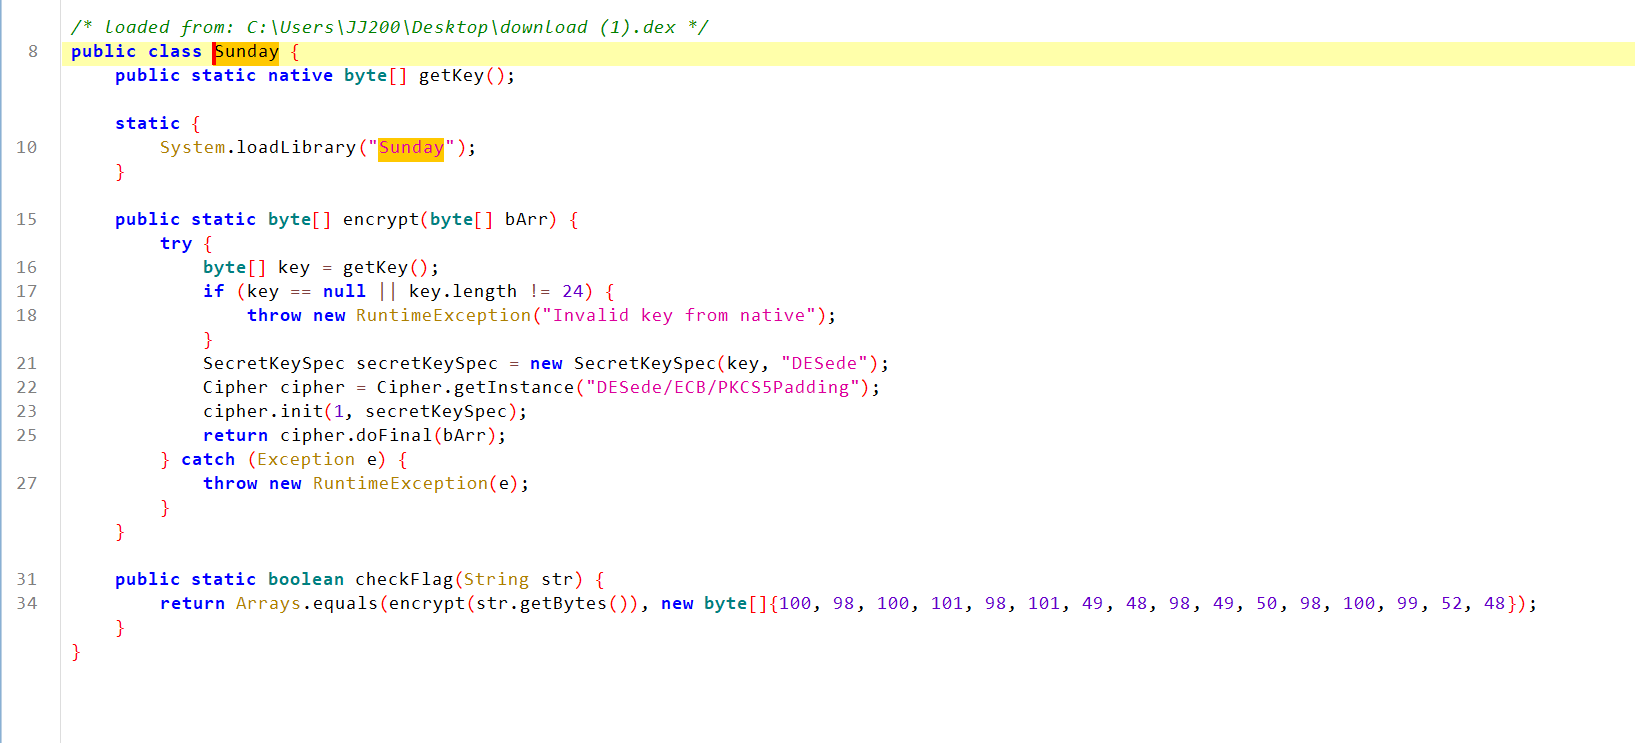 /* loaded from: C:\Users\JJ200\Desktop\download (1).dex */
8 public class Sunday {
public static native byte[] getKey();
static {
10 System.loadLibrary("Sunday");
}
15 public static byte[] encrypt(byte[] bArr) {
try {
16 byte[] key = getKey();
17 if (key == null || key.length != 24) {
18 throw new RuntimeException("Invalid key from native");
}
21 SecretKeySpec secretKeySpec = new SecretKeySpec(key, "DESede");
22 Cipher cipher = Cipher.getInstance("DESede/ECB/PKCS5Padding");
23 cipher.init(1, secretKeySpec);
25 return cipher.doFinal(bArr);
} catch (Exception e) {
27 throw new RuntimeException(e);
}
}
31 public static boolean checkFlag(String str) {
34 return Arrays.equals(encrypt(str.getBytes()), new byte[]{100, 98, 100, 101, 98, 101, 49, 48, 98, 49, 50, 98, 100, 99, 52, 48});
}
}